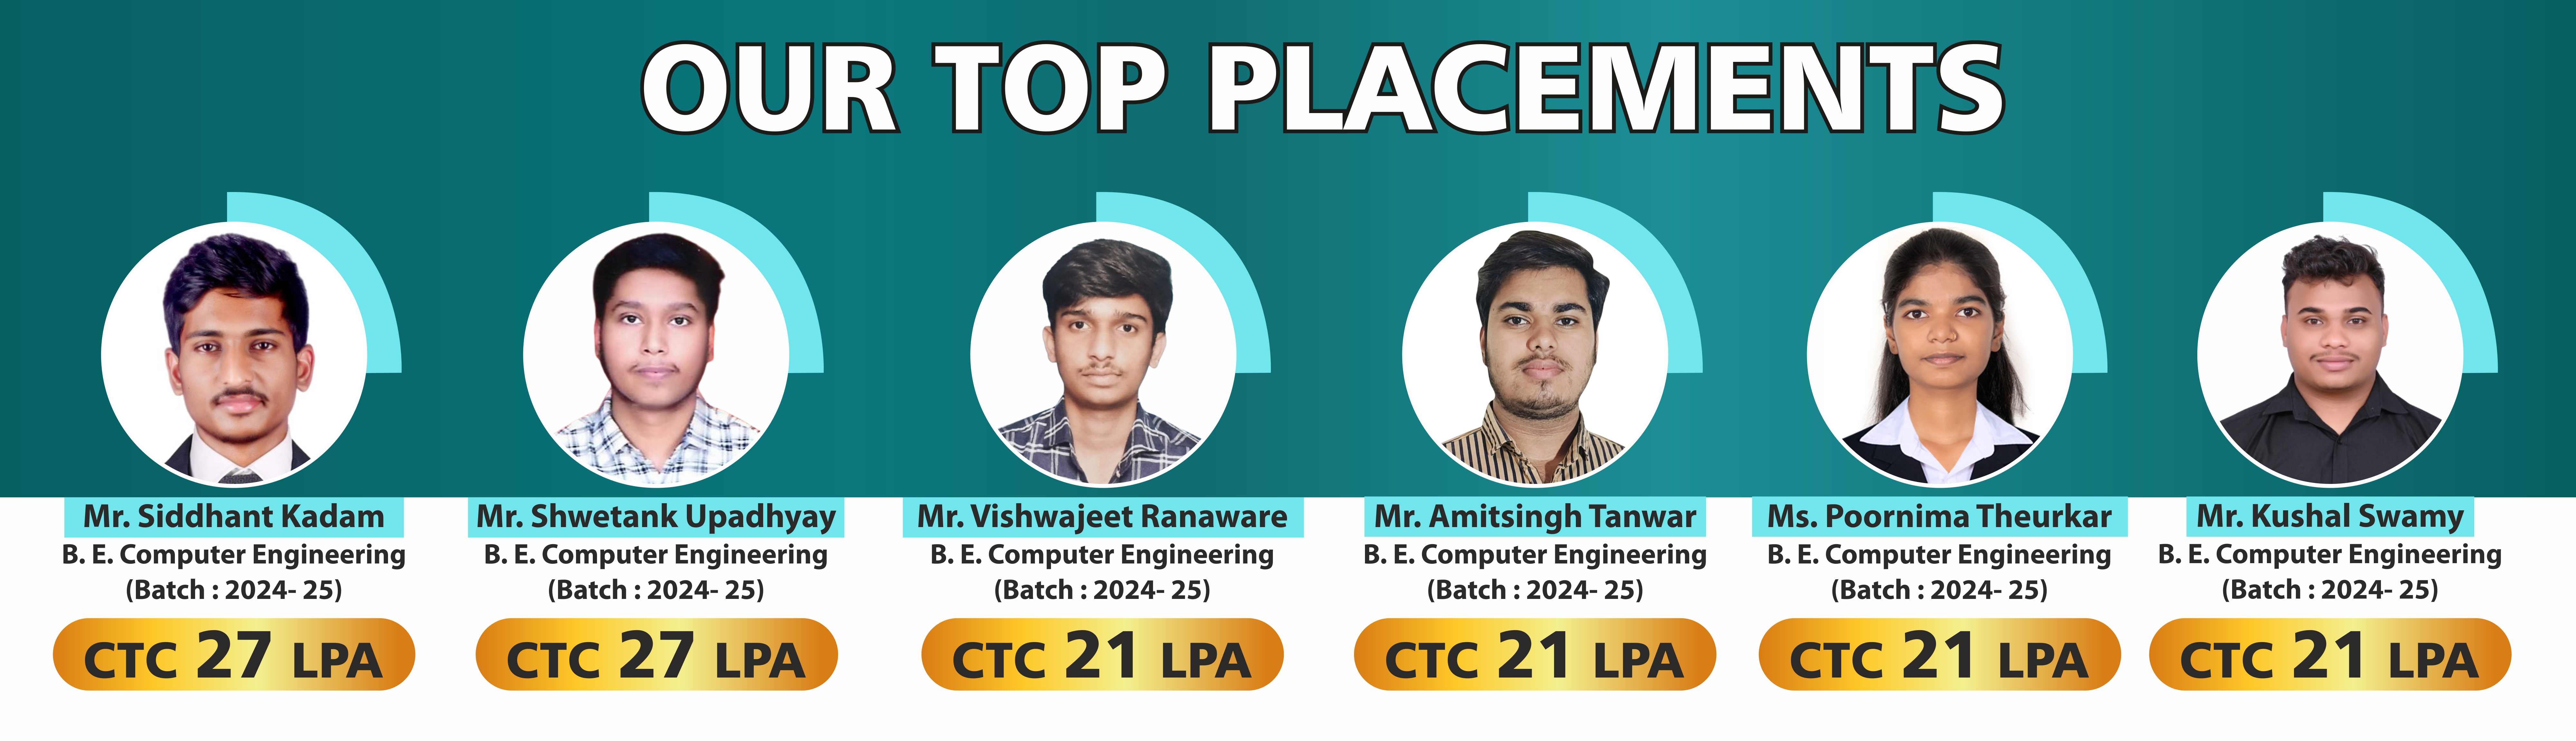 OUR TOP PLACEMENTS
Mr. Siddhant Kadam
B. E. Computer Engineering
(Batch : 2024- 25)
CTC 27 LPA
Mr. Shwetank Upadhyay
B. E. Computer Engineering
(Batch : 2024- 25)
CTC 27 LPA
Mr. Vishwajeet Ranaware
B. E. Computer Engineering
(Batch : 2024- 25)
CTC 21 LPA
Mr. Amitsingh Tanwar
B. E. Computer Engineering
(Batch : 2024- 25)
CTC 21 LPA
Ms. Poornima Theurkar
B. E. Computer Engineering
(Batch : 2024- 25)
CTC 21 LPA
Mr. Kushal Swamy
B. E. Computer Engineering
(Batch : 2024- 25)
CTC 21 LPA